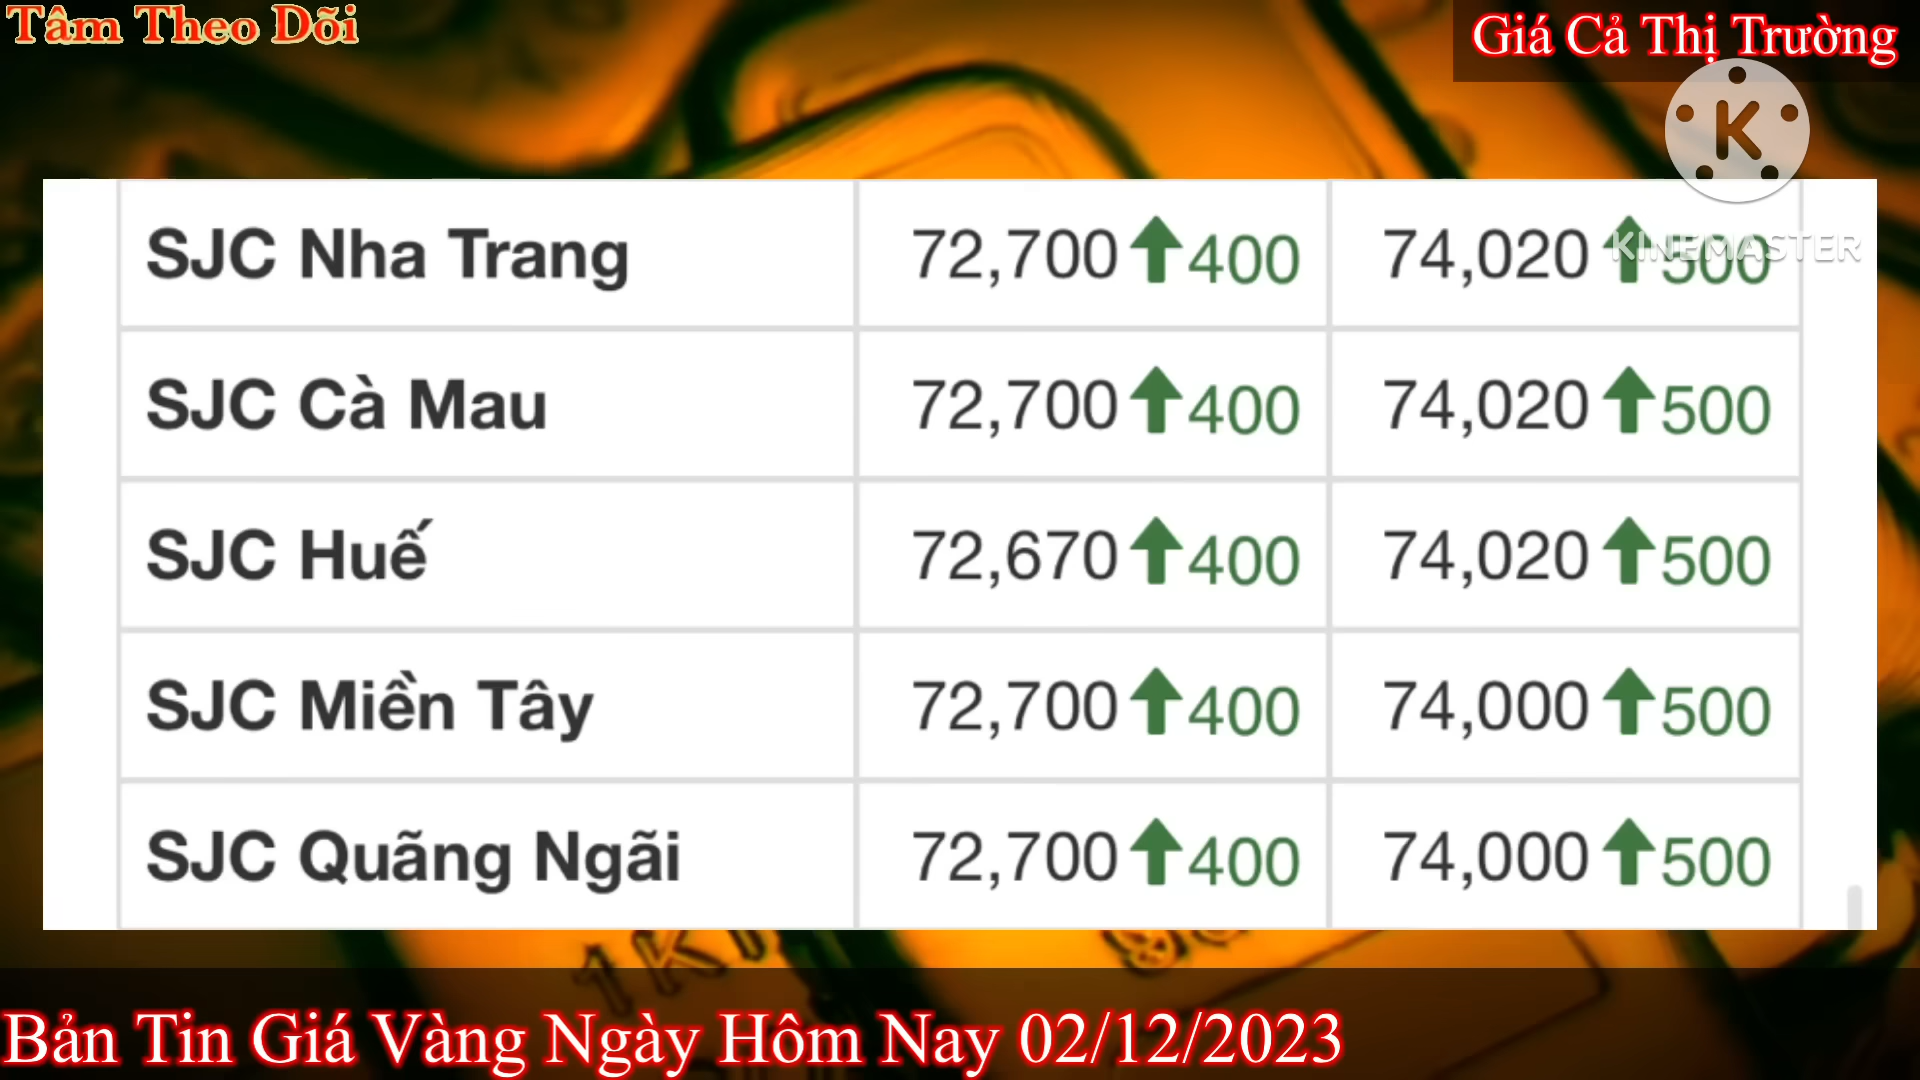 Tâm Theo Dõi
Giá Cả Thị Trường
K
KINEMASTER
SJC Nha Trang 72,700 400 74,020 500
SJC Cà Mau 72,700 400 74,020 500
SJC Huế 72,670 400 74,020 500
SJC Miền Tây 72,700 400 74,000 500
SJC Quãng Ngãi 72,700 400 74,000 500
Bản Tin Giá Vàng Ngày Hôm Nay 02/12/2023